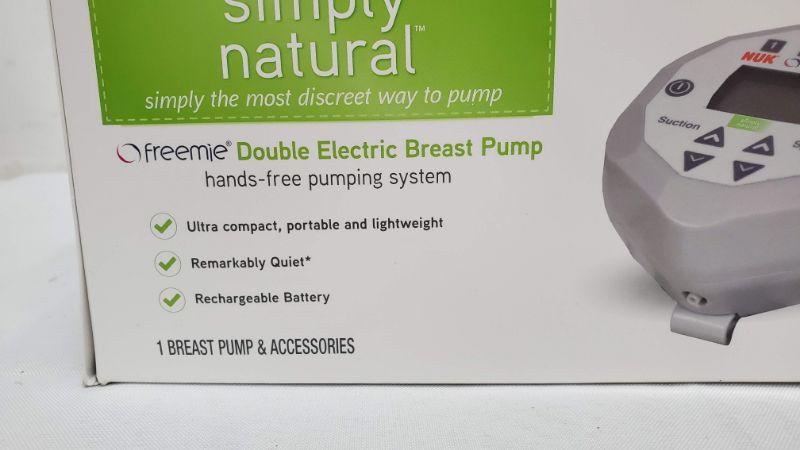 simply
natural™
simply the most discreet way to pump
freemie® Double Electric Breast Pump
hands-free pumping system
Ultra compact, portable and lightweight
Remarkably Quiet*
Rechargeable Battery
1 BREAST PUMP & ACCESSORIES
1
NUK
Suction